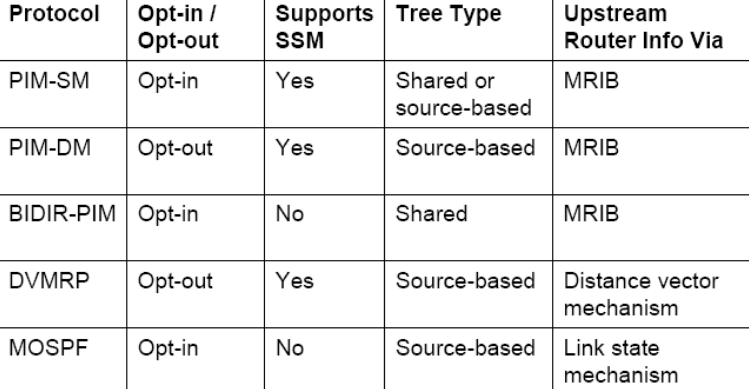 Protocol Opt-in / Supports Tree Type Upstream
Opt-out SSM Router Info Via
PIM-SM Opt-in Yes Shared or MRIB
source-based
PIM-DM Opt-out Yes Source-based MRIB
BIDIR-PIM Opt-in No Shared MRIB
DVMRP Opt-out Yes Source-based Distance vector
mechanism
MOSPF Opt-in No Source-based Link state
mechanism